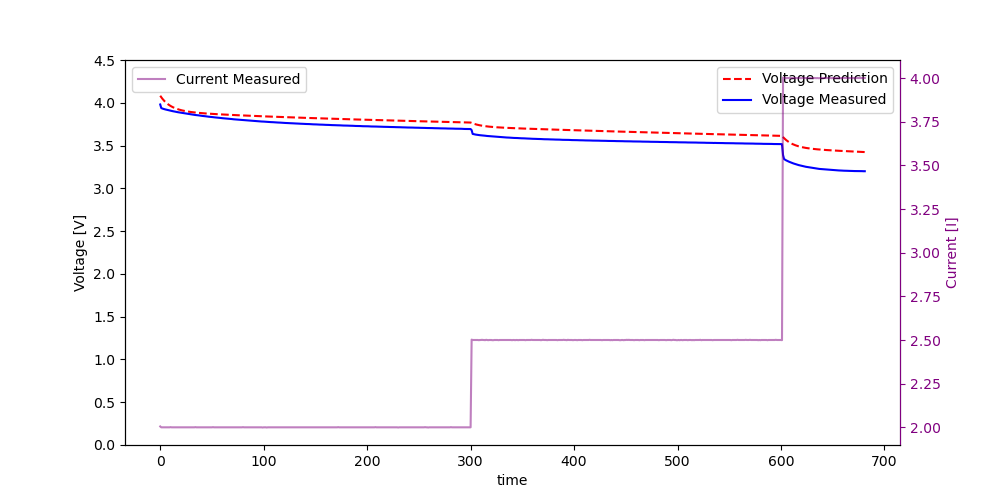 Current Measured
Voltage Prediction
Voltage Measured
4.5
4.0
3.5
3.0
2.5
2.0
1.5
1.0
0.5
0.0
Voltage [V]
4.00
3.75
3.50
3.25
3.00
2.75
2.50
2.25
2.00
Current [I]
0 100 200 300 400 500 600 700
time